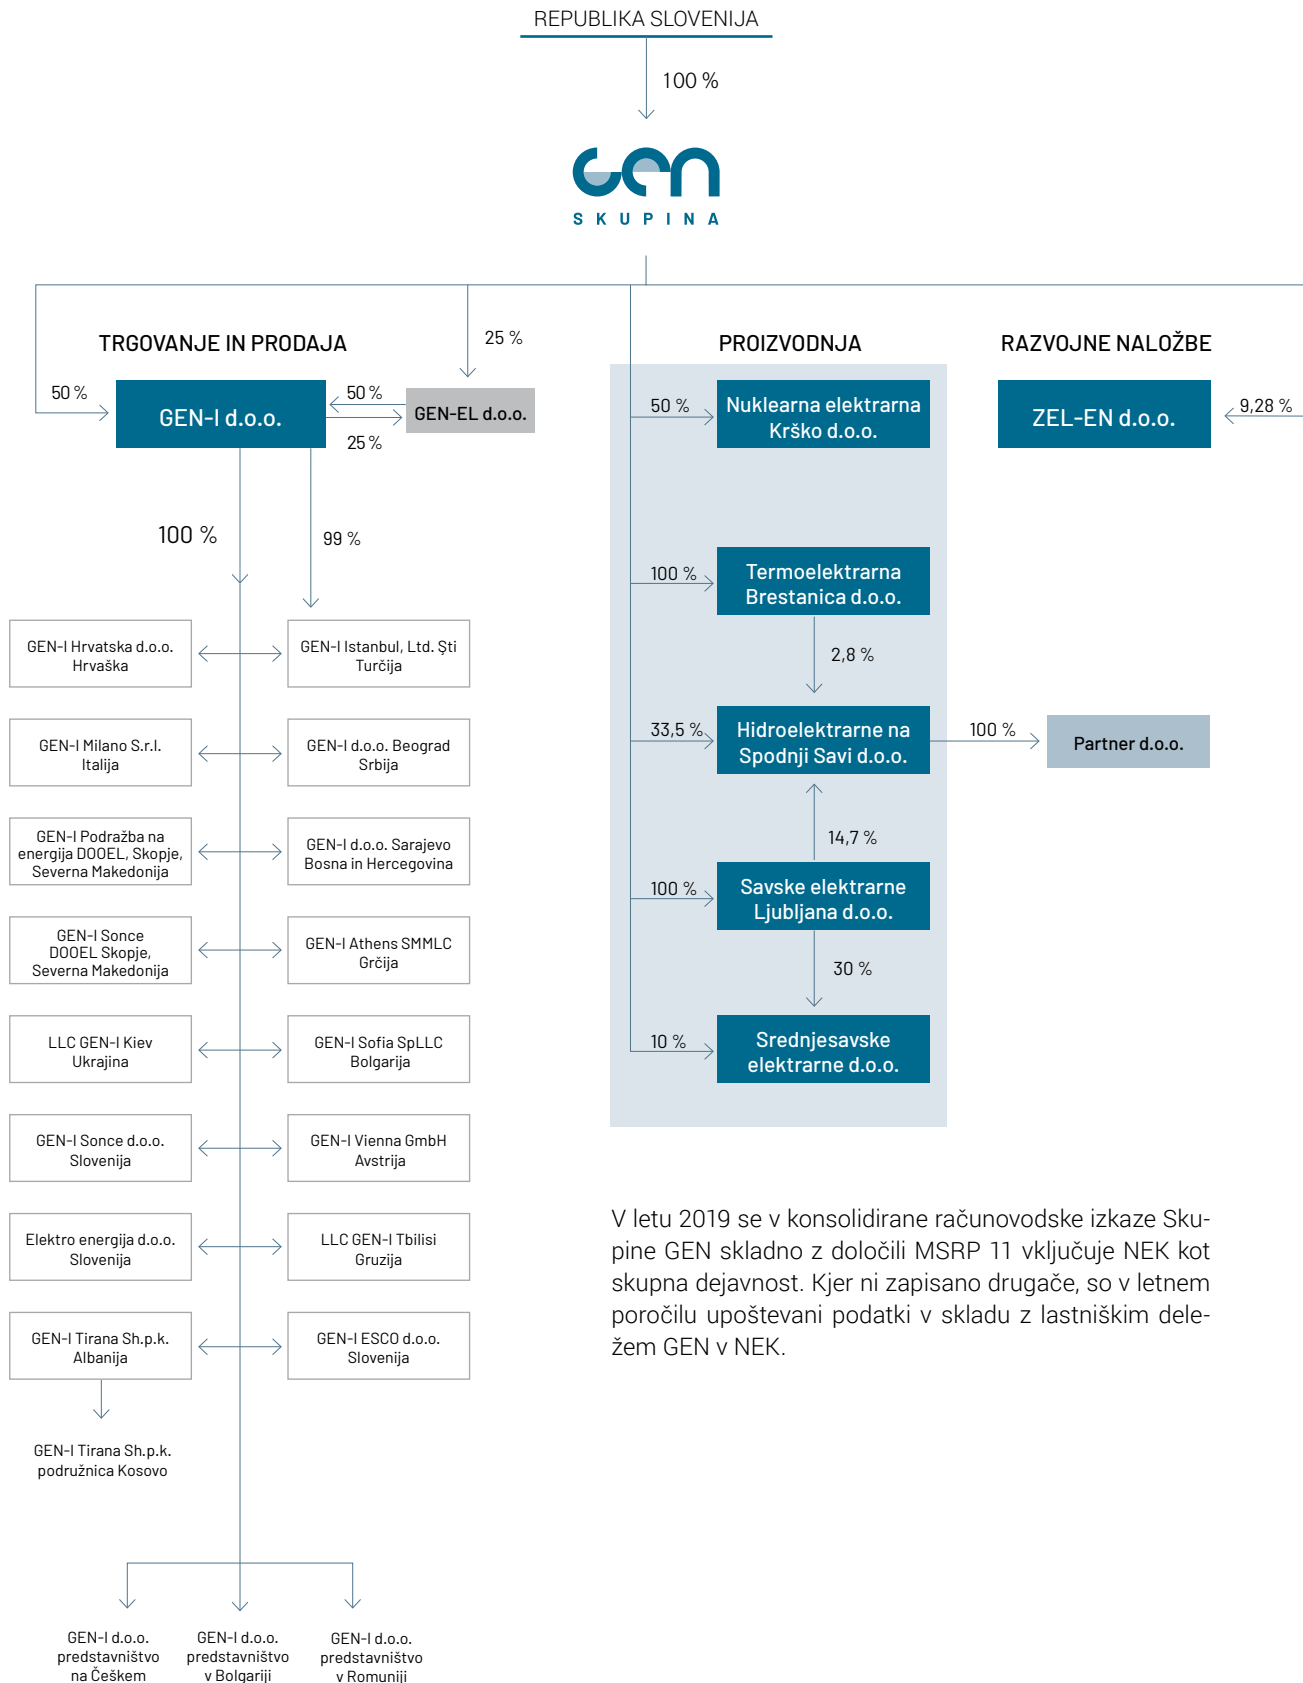 REPUBLIKA SLOVENIJA
100 %
gen
SKUPINA
TRGOVANJE IN PRODAJA
25 %
PROIZVODNJA
RAZVOJNE NALOŽBE
50 %
GEN-I d.o.o.
50 %
25 %
GEN-EL d.o.o.
50 %
Nuklearna elektrarna
Krško d.o.o.
ZEL-EN d.o.o.
9,28 %
100 %
99 %
100 %
Termoelektrarna
Brestanica d.o.o.
2,8 %
33,5 %
Hidroelektrarne na
Spodnji Savi d.o.o.
100 %
Partner d.o.o.
14,7 %
100 %
Savske elektrarne
Ljubljana d.o.o.
30 %
10 %
Srednjesavske
elektrarne d.o.o.
GEN-I Hrvatska d.o.o.
Hrvaška
GEN-I Istanbul, Ltd. Şti
Turčija
GEN-I Milano S.r.l.
Italija
GEN-I d.o.o. Beograd
Srbija
GEN-I Podražba na
energija DOOEL, Skopje,
Severna Makedonija
GEN-I d.o.o. Sarajevo
Bosna in Hercegovina
GEN-I Sonce
DOOEL Skopje,
Severna Makedonija
GEN-I Athens SMMLC
Grčija
LLC GEN-I Kiev
Ukrajina
GEN-I Sofia SpLLC
Bolgarija
GEN-I Sonce d.o.o.
Slovenija
GEN-I Vienna GmbH
Avstrija
Elektro energija d.o.o.
Slovenija
LLC GEN-I Tbilisi
Gruzija
GEN-I Tirana Sh.p.k.
Albanija
GEN-I ESCO d.o.o.
Slovenija
GEN-I Tirana Sh.p.k.
podružnica Kosovo
V letu 2019 se v konsolidirane računovodske izkaze Sku-
pine GEN skladno z določili MSRP 11 vključuje NEK kot
skupna dejavnost. Kjer ni zapisano drugače, so v letnem
poročilu upoštevani podatki v skladu z lastniškim dele-
žem GEN v NEK.
GEN-I d.o.o.
predstavništvo
na Češkem
GEN-I d.o.o.
predstavništvo
v Bolgariji
GEN-I d.o.o.
predstavništvo
v Romuniji